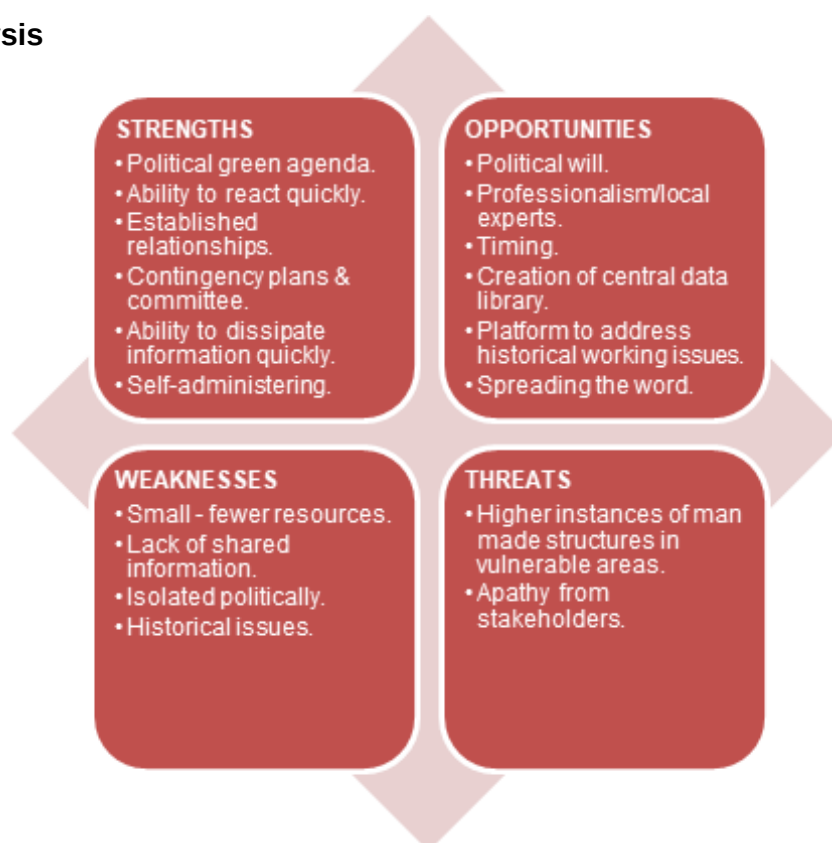 sis
STRENGTHS
•Political green agenda.
•Ability to react quickly.
•Established
relationships.
•Contingency plans &
committee.
•Ability to dissipate
information quickly.
•Self-administering.
OPPORTUNITIES
•Political will.
•Professionalism/local
experts.
•Timing.
•Creation of central data
library.
•Platform to address
historical working issues.
•Spreading the word.
WEAKNESSES
•Small - fewer resources.
•Lack of shared
information.
•Isolated politically.
•Historical issues.
THREATS
•Higher instances of man
made structures in
vulnerable areas.
•Apathy from
stakeholders.